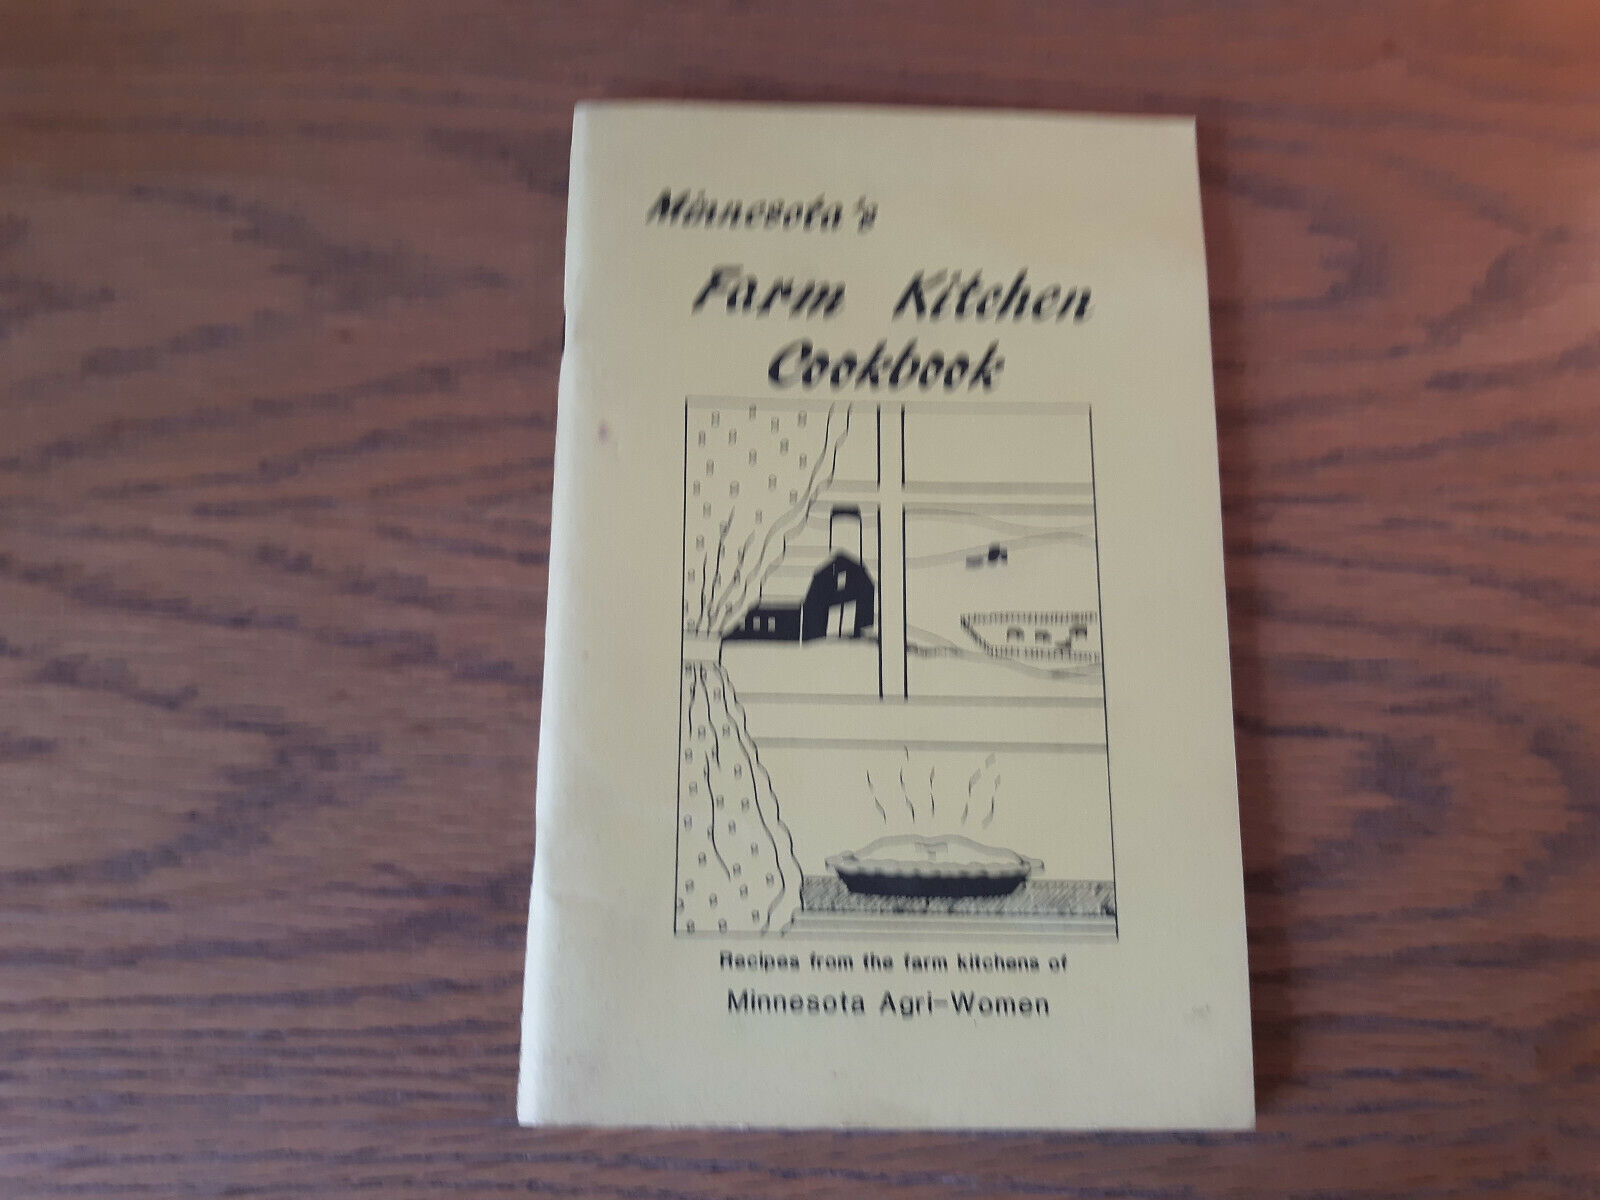 Minnesota's
Farm Kitchen
Cookbook
Recipes from the farm kitchens of
Minnesota Agri-Women